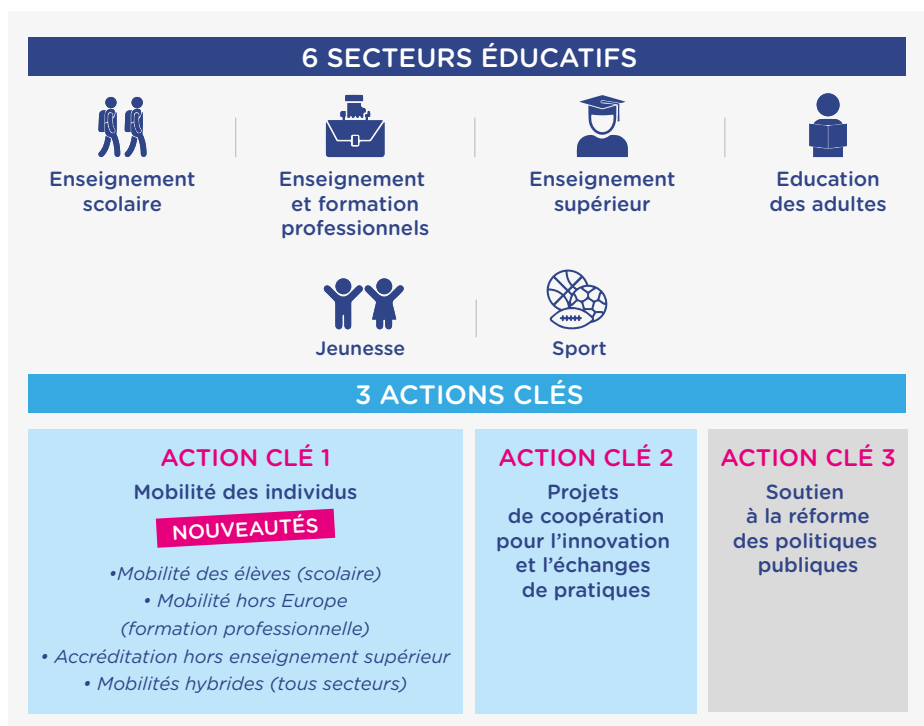 6 SECTEURS ÉDUCATIFS
Enseignement
scolaire
Enseignement
et formation
professionnels
Enseignement
supérieur
Education
des adultes
Jeunesse
Sport
3 ACTIONS CLÉS
ACTION CLÉ 1
Mobilité des individus
NOUVEAUTÉS
•Mobilité des élèves (scolaire)
• Mobilité hors Europe
(formation professionnelle)
• Accréditation hors enseignement supérieur
• Mobilités hybrides (tous secteurs)
ACTION CLÉ 2
Projets
de coopération
pour l'innovation
et l'échanges
de pratiques
ACTION CLÉ 3
Soutien
à la réforme
des politiques
publiques